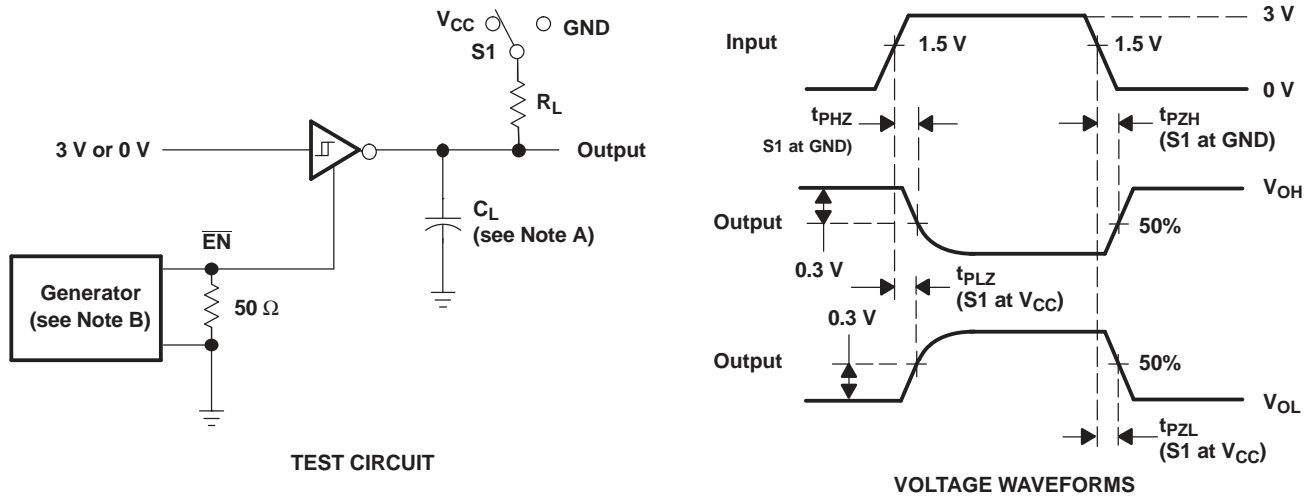 VCC
GND
S1
RL
3 V or 0 V
Output
CL
(see Note A)
EN
Generator
(see Note B)
50 Ω
TEST CIRCUIT
3 V
Input
1.5 V
1.5 V
0 V
tPHZ
S1 at GND)
tPZH
(S1 at GND)
VOH
Output
50%
0.3 V
tPLZ
(S1 at VCC)
0.3 V
Output
50%
VOL
tPZL
(S1 at VCC)
VOLTAGE WAVEFORMS